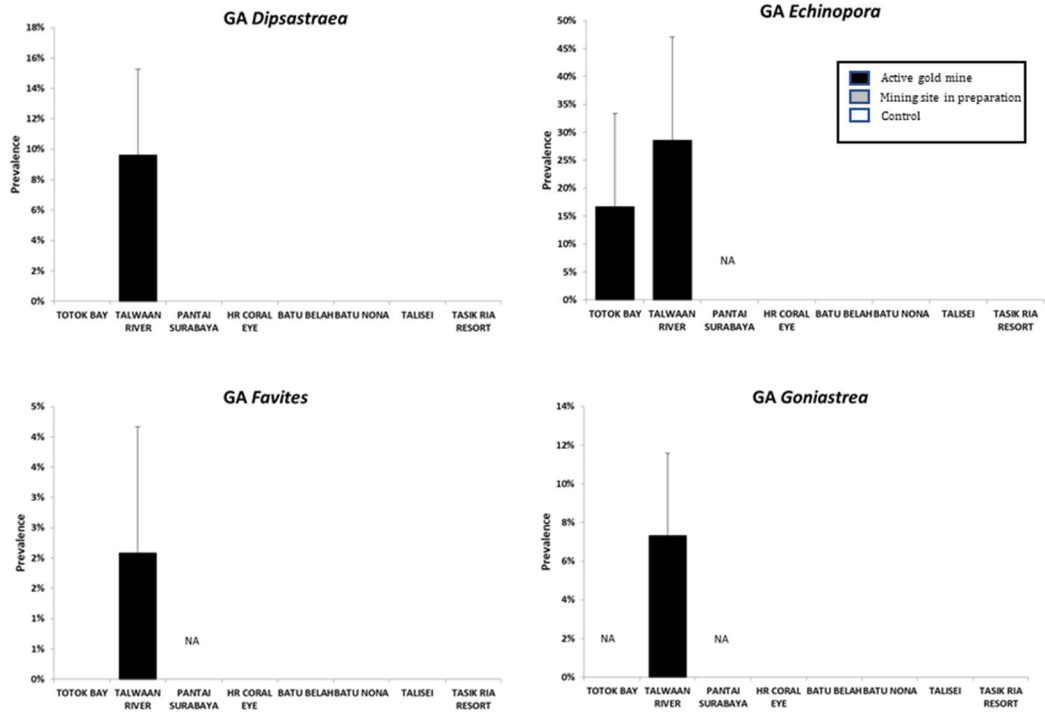 GA Dipsastraea
18%
16%
14%
12%
10%
8%
6%
4%
2%
0%
Prevalence
TOTOK BAY TALWAAN RIVER PANTAI SURABAYA HR CORAL EYE BATU BELAH BATU NONA TALISEI TASIK RIA RESORT
GA Echinopora
50%
45%
40%
35%
30%
25%
20%
15%
10%
5%
0%
Prevalence
NA
Active gold mine
Mining site in preparation
Control
TOTOK BAY TALWAAN RIVER PANTAI SURABAYA HR CORAL EYE BATU BELAH BATU NONA TALISEI TASIK RIA RESORT
GA Favites
5%
4%
4%
3%
3%
2%
2%
1%
1%
0%
Prevalence
NA
TOTOK BAY TALWAAN RIVER PANTAI SURABAYA HR CORAL EYE BATU BELAH BATU NONA TALISEI TASIK RIA RESORT
GA Goniastrea
14%
12%
10%
8%
6%
4%
2%
0%
Prevalence
NA
NA
TOTOK BAY TALWAAN RIVER PANTAI SURABAYA HR CORAL EYE BATU BELAH BATU NONA TALISEI TASIK RIA RESORT